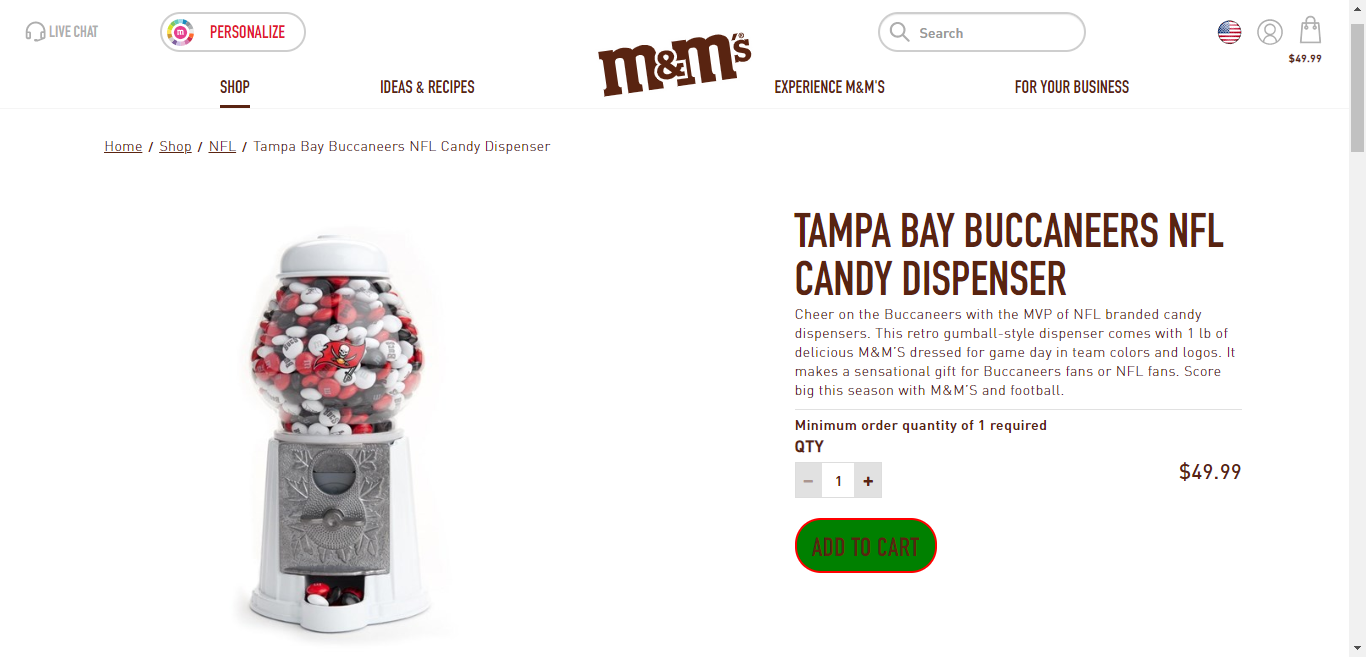 LIVE CHAT
PERSONALIZE
m&m's®
Search
$49.99
SHOP
IDEAS & RECIPES
EXPERIENCE M&M'S
FOR YOUR BUSINESS
Home / Shop / NFL / Tampa Bay Buccaneers NFL Candy Dispenser
TAMPA BAY BUCCANEERS NFL
CANDY DISPENSER
Cheer on the Buccaneers with the MVP of NFL branded candy
dispensers. This retro gumball-style dispenser comes with 1 lb of
delicious M&M'S dressed for game day in team colors and logos. It
makes a sensational gift for Buccaneers fans or NFL fans. Score
big this season with M&M'S and football.
Minimum order quantity of 1 required
QTY
− 1 +
$49.99
ADD TO CART